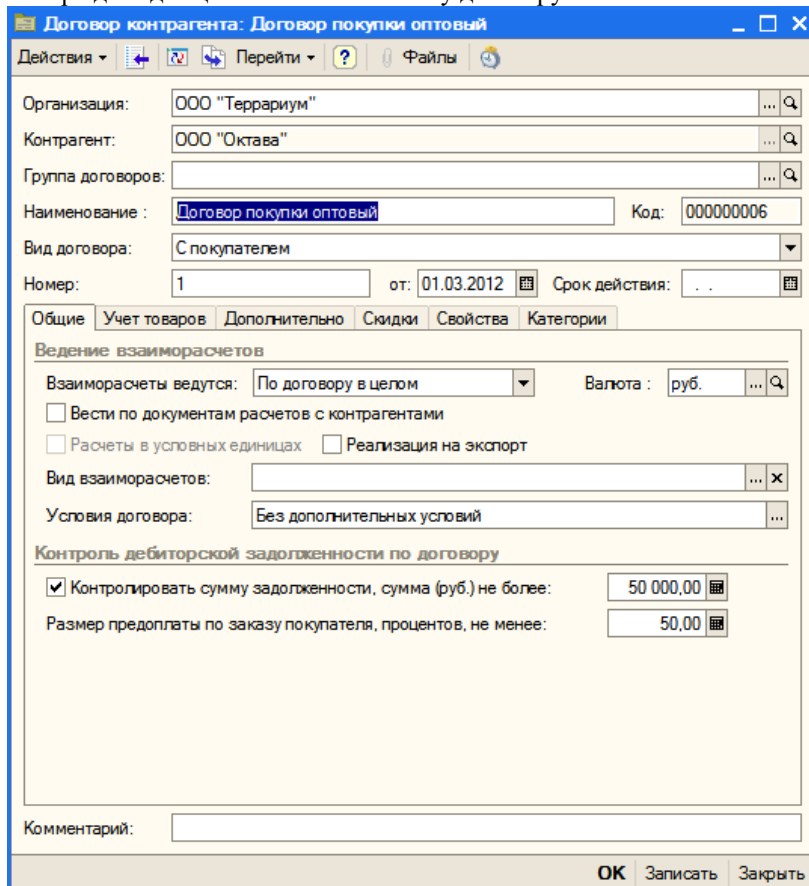 Договор контрагента: Договор покупки оптовый
Действия Перейти ? Файлы
Организация: ООО "Террариум" ...
Контрагент: ООО "Октава" ...
Группа договоров: ...
Наименование : Договор покупки оптовый Код: 000000006
Вид договора: С покупателем
Номер: 1 от: 01.03.2012 Срок действия: . .
Общие Учет товаров Дополнительно Скидки Свойства Категории
Ведение взаиморасчетов
Взаиморасчеты ведутся: По договору в целом Валюта : руб. ...
Вести по документам расчетов с контрагентами
Расчеты в условных единицах Реализация на экспорт
Вид взаиморасчетов: ... x
Условия договора: Без дополнительных условий ...
Контроль дебиторской задолженности по договору
Контролировать сумму задолженности, сумма (руб.) не более: 50 000,00
Размер предоплаты по заказу покупателя, процентов, не менее: 50,00
Комментарий:
OK Записать Закрыть